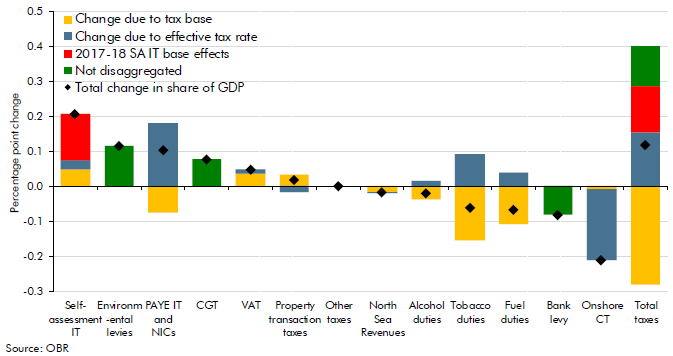 0.5
0.4
0.3
0.2
0.1
0.0
-0.1
-0.2
-0.3
Percentage point change
Change due to tax base
Change due to effective tax rate
2017-18 SA IT base effects
Not disaggregated
Total change in share of GDP
Self-
assessment
IT
Environm
-ental
levies
PAYE IT
and
NICs
CGT
VAT
Property
transaction
taxes
Other
taxes
North
Sea
Revenues
Alcohol
duties
Tobacco
duties
Fuel
duties
Bank
levy
Onshore
CT
Total
taxes
Source: OBR